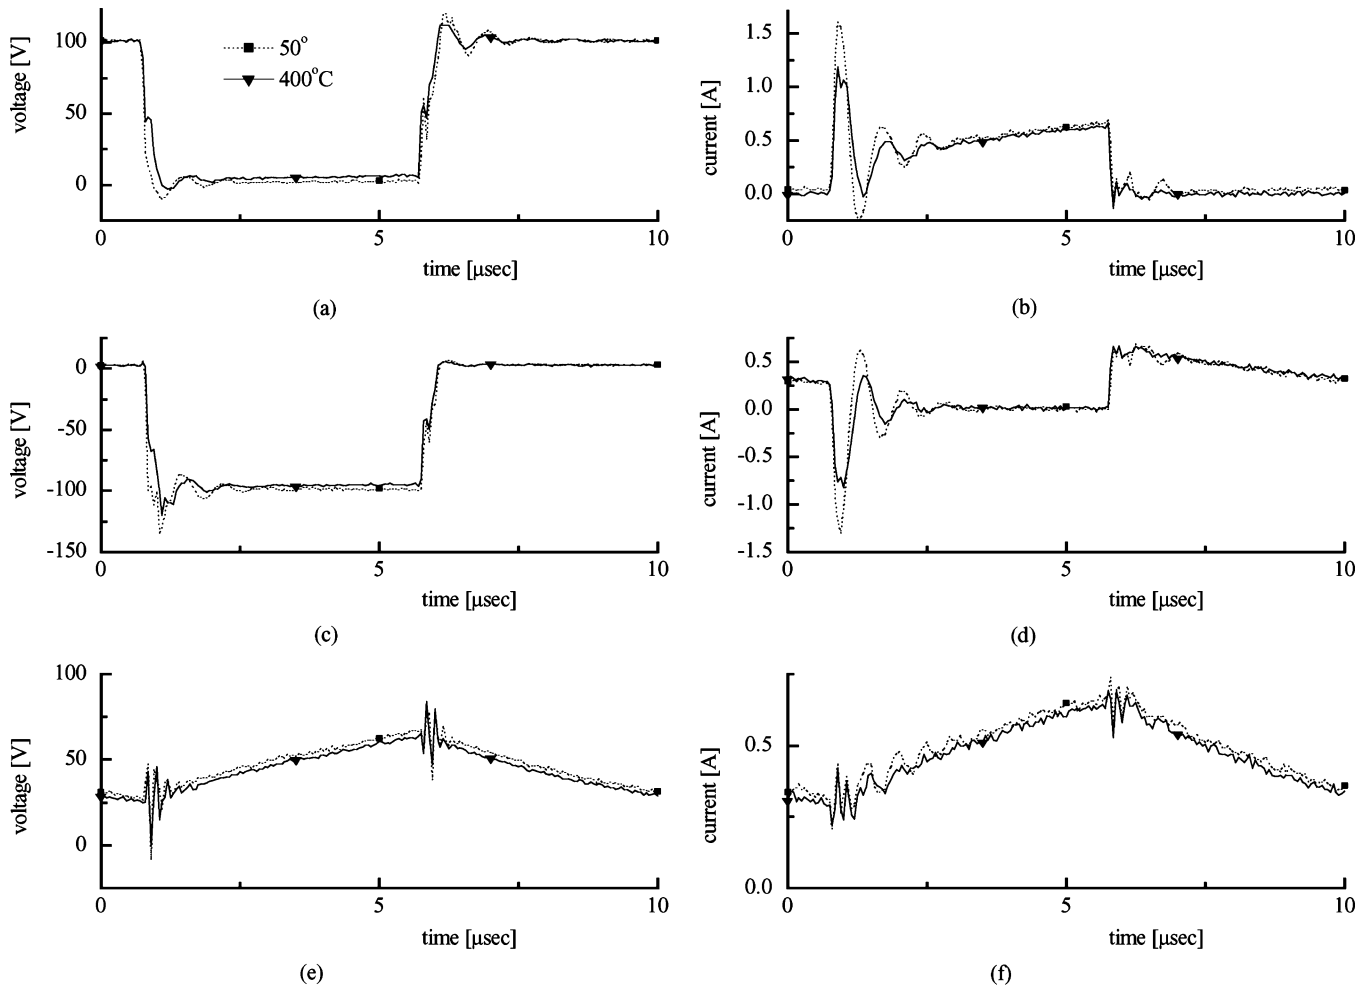 voltage [V]
100
50
0
50°
400°C
0
5
10
time [μsec]
(a)
current [A]
1.5
1.0
0.5
0.0
0
5
10
time [μsec]
(b)
voltage [V]
0
-50
-100
-150
0
5
10
time [μsec]
(c)
current [A]
0.5
0.0
-0.5
-1.0
-1.5
0
5
10
time [μsec]
(d)
voltage [V]
100
50
0
0
5
10
time [μsec]
(e)
current [A]
0.5
0.0
0
5
10
time [μsec]
(f)